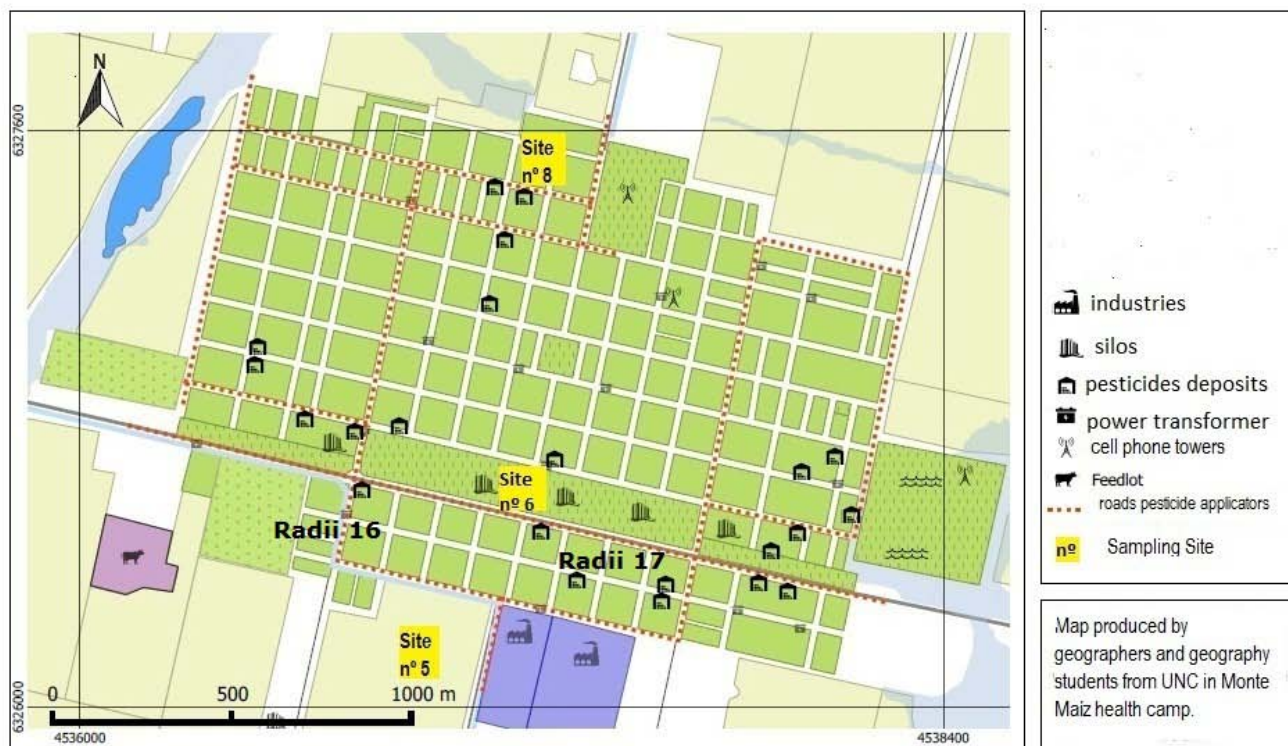 N
6327600
Site
nº 8
Site
nº 6
Radii 16
Radii 17
Site
nº 5
0 500 1000 m
6326000
4536000
4538400
industries
silos
pesticides deposits
power transformer
cell phone towers
Feedlot
roads pesticide applicators
nº Sampling Site
Map produced by
geographers and geography
students from UNC in Monte
Maiz health camp.